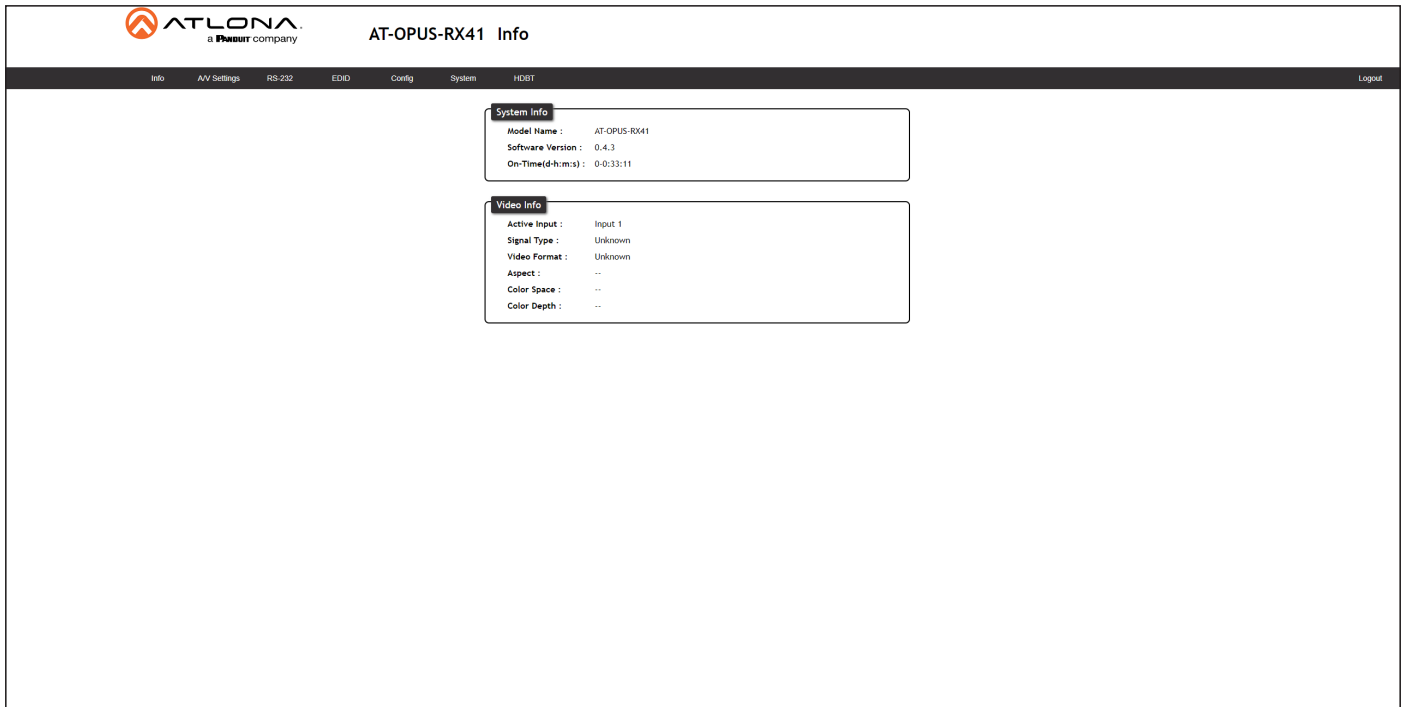 ATLONA.
a PANDUIT company
AT-OPUS-RX41 Info
Info A/V Settings RS-232 EDID Config System HDBT Logout
System Info
Model Name : AT-OPUS-RX41
Software Version : 0.4.3
On-Time(d-h:m:s) : 0-0:33:11
Video Info
Active Input : Input 1
Signal Type : Unknown
Video Format : Unknown
Aspect : --
Color Space : --
Color Depth : --